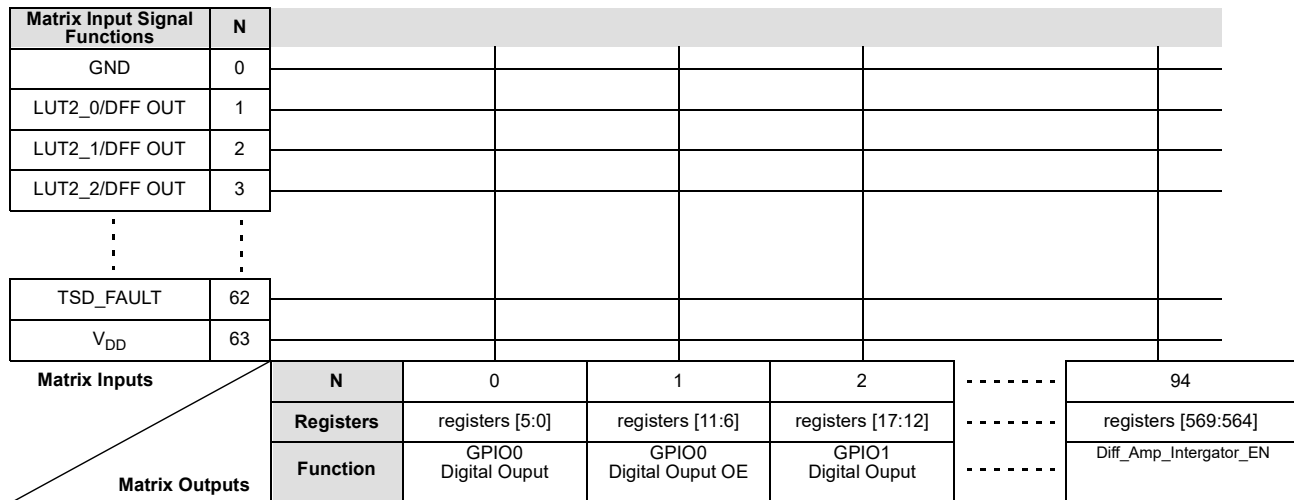 Matrix Input Signal
Functions
N
GND
0
LUT2_0/DFF OUT
1
LUT2_1/DFF OUT
2
LUT2_2/DFF OUT
3
TSD_FAULT
62
VDD
63
Matrix Inputs
N
0
1
2
94
Registers
registers [5:0]
registers [11:6]
registers [17:12]
registers [569:564]
Matrix Outputs
Function
GPIO0
Digital Ouput
GPIO0
Digital Ouput OE
GPIO1
Digital Ouput
Diff_Amp_Intergator_EN